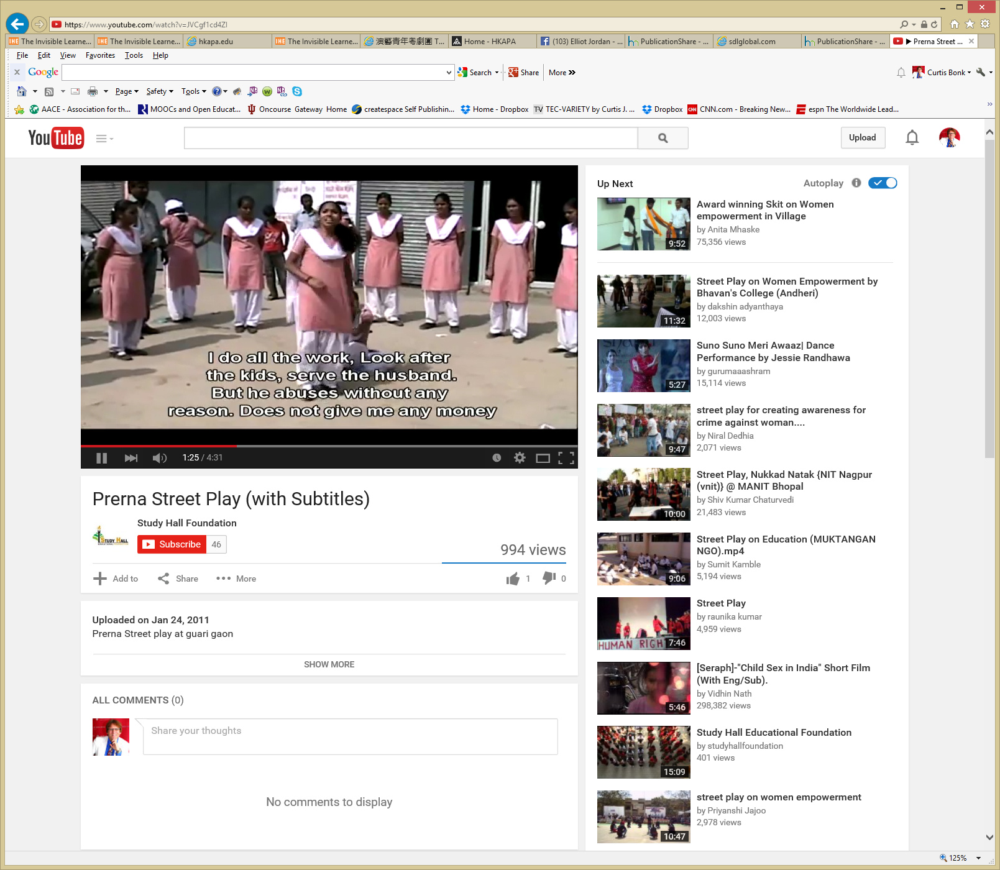 https://www.youtube.com/watch?v=JVCgf1cd4ZI
The Invisible Learne...
The Invisible Learne...
hkapa.edu
The Invisible Learne...
演藝青年粵劇團 T...
Home - HKAPA
(103) Elliot Jordan - ...
PublicationShare - ...
sdlglobal.com
PublicationShare - ...
▶ Prerna Street ...
File Edit View Favorites Tools Help
x Google Search Share More »
Curtis Bonk
Page Safety Tools
AACE - Association for th...
MOOCs and Open Educat...
Oncourse Gateway Home
createspace Self Publishin...
Home - Dropbox
TEC-VARIETY by Curtis J. ...
Dropbox
CNN.com - Breaking New...
espn The Worldwide Lead...
YouTube
Upload
I do all the work, Look after
the kids, serve the husband.
But he abuses without any
reason. Does not give me any money
1:25 / 4:31
Prerna Street Play (with Subtitles)
STUDY HALL
Study Hall Foundation
Subscribe 46
994 views
Add to Share More
1 0
Uploaded on Jan 24, 2011
Prerna Street play at guari gaon
SHOW MORE
ALL COMMENTS (0)
Share your thoughts
No comments to display
Up Next
Autoplay
Award winning Skit on Women
empowerment in Village
by Anita Mhaske
75,356 views
9:52
Street Play on Women Empowerment by
Bhavan's College (Andheri)
by dakshin adyanthaya
12,003 views
11:32
Suno Suno Meri Awaaz| Dance
Performance by Jessie Randhawa
by gurumaaashram
15,114 views
5:27
street play for creating awareness for
crime against woman....
by Niral Dedhia
2,071 views
9:47
Street Play, Nukkad Natak {NIT Nagpur
(vnit)} @ MANIT Bhopal
by Shiv Kumar Chaturvedi
21,483 views
10:00
Street Play on Education (MUKTANGAN
NGO).mp4
by Sumit Kamble
5,194 views
9:06
Street Play
by raunika kumar
4,959 views
HUMAN RIGH
7:46
[Seraph]-"Child Sex in India" Short Film
(With Eng/Sub).
by Vidhin Nath
298,382 views
5:46
Study Hall Educational Foundation
by studyhallfoundation
401 views
15:09
street play on women empowerment
by Priyanshi Jajoo
2,978 views
10:47
125%